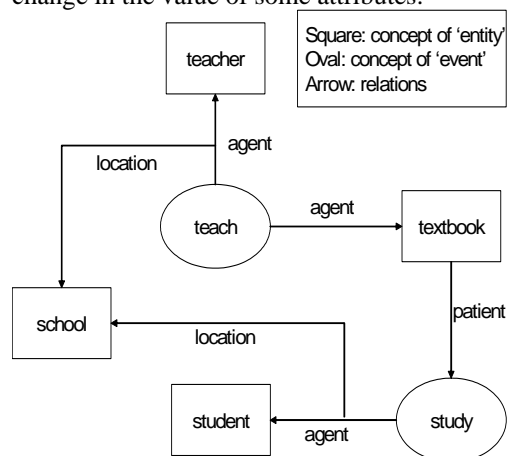 change in the value of some attributes.
Square: concept of 'entity'
Oval: concept of 'event'
Arrow: relations
teacher
agent
location
teach
agent
textbook
school
patient
location
student
agent
study